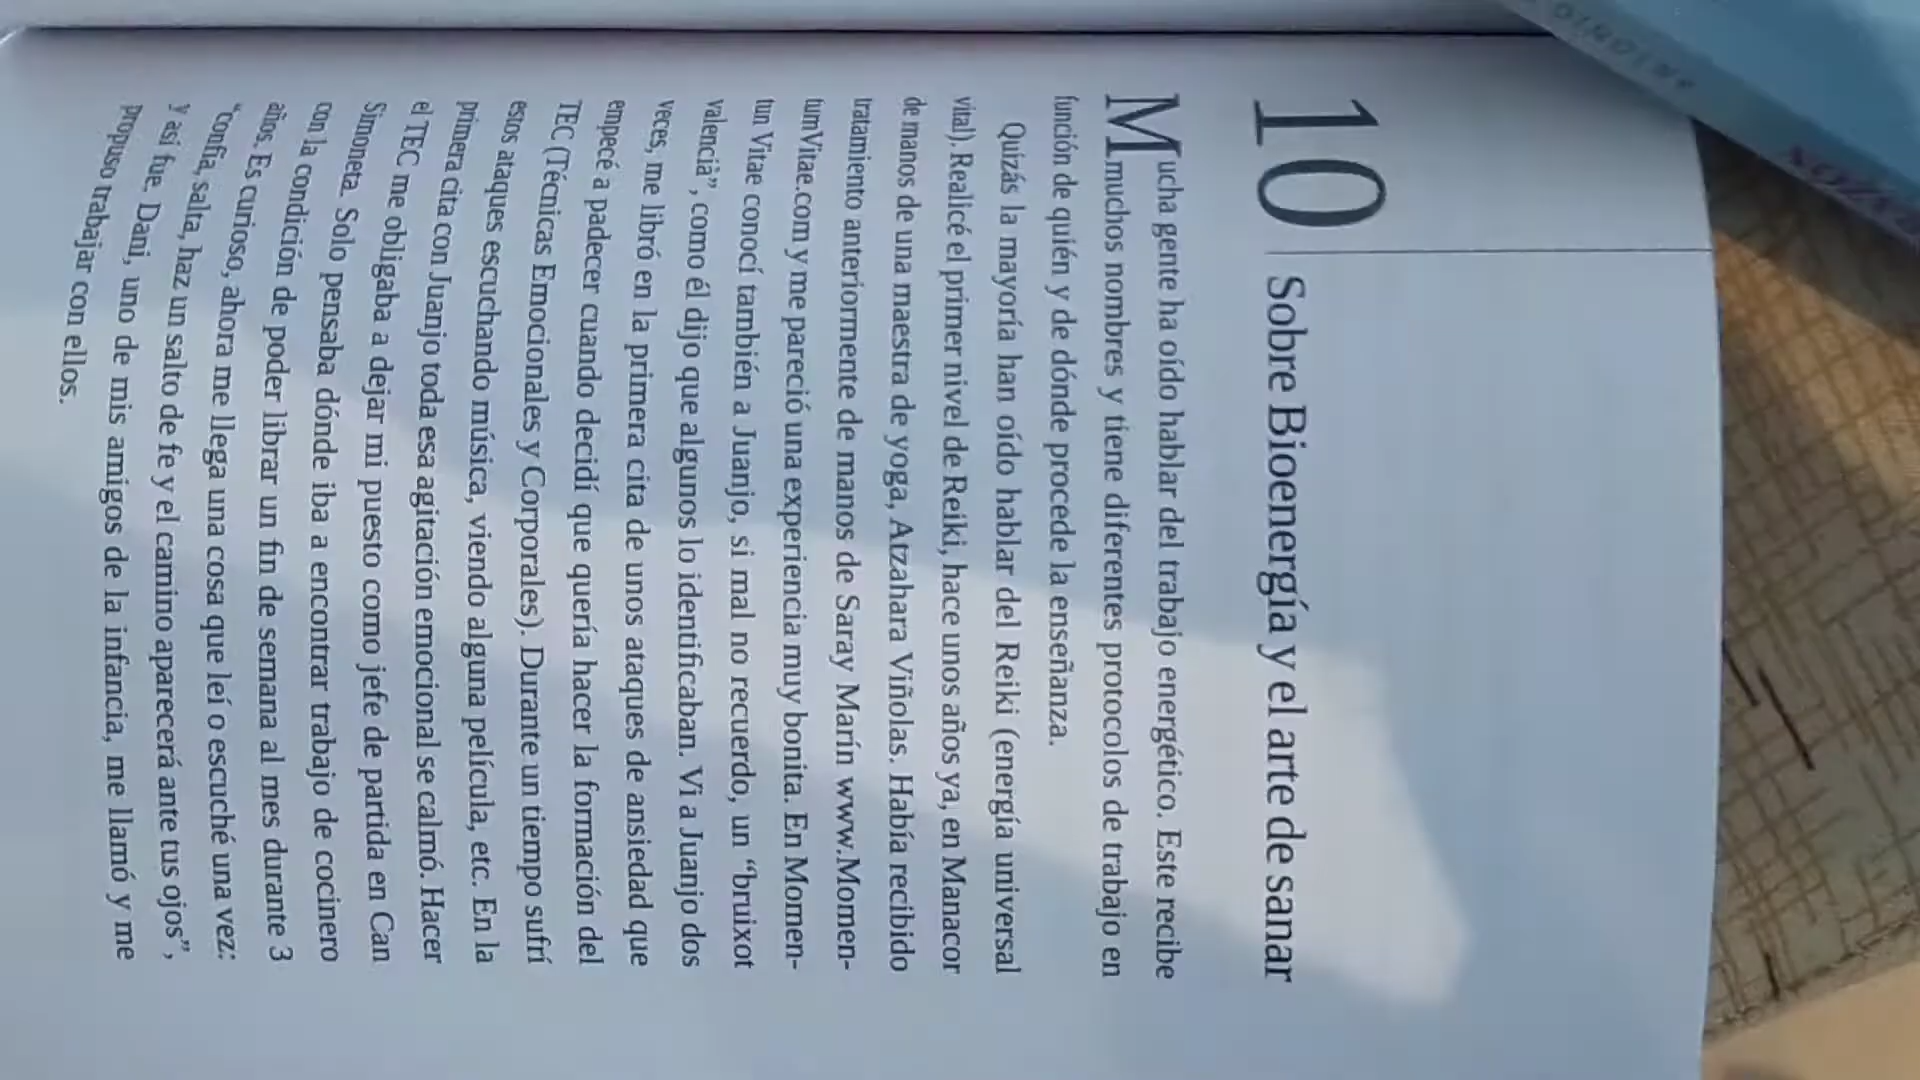 10
Sobre Bioenergía y el arte de sanar
Mucha gente ha oído hablar del trabajo energético. Este recibe
muchos nombres y tiene diferentes protocolos de trabajo en
función de quién y de dónde procede la enseñanza.
Quizás la mayoría han oído hablar del Reiki (energía universal
vital). Realicé el primer nivel de Reiki, hace unos años ya, en Manacor
de manos de una maestra de yoga, Atzahara Viñolas. Había recibido
tratamiento anteriormente de manos de Saray Marín www.Momen-
tumVitae.com y me pareció una experiencia muy bonita. En Momen-
tun Vitae conocí también a Juanjo, si mal no recuerdo, un “bruixot
valencià”, como él dijo que algunos lo identificaban. Vi a Juanjo dos
veces, me libró en la primera cita de unos ataques de ansiedad que
empecé a padecer cuando decidí que quería hacer la formación del
TEC (Técnicas Emocionales y Corporales). Durante un tiempo sufrí
estos ataques escuchando música, viendo alguna película, etc. En la
primera cita con Juanjo toda esa agitación emocional se calmó. Hacer
el TEC me obligaba a dejar mi puesto como jefe de partida en Can
Simoneta. Solo pensaba dónde iba a encontrar trabajo de cocinero
con la condición de poder librar un fin de semana al mes durante 3
años. Es curioso, ahora me llega una cosa que leí o escuché una vez:
“Confía, salta, haz un salto de fe y el camino aparecerá ante tus ojos”,
y así fue. Dani, uno de mis amigos de la infancia, me llamó y me
propuso trabajar con ellos.